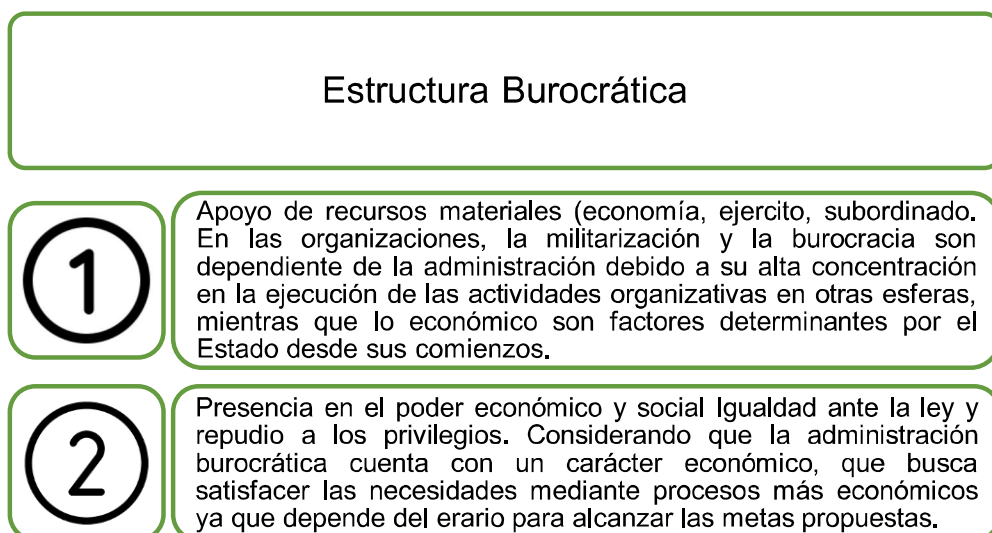 Estructura Burocrática
1
Apoyo de recursos materiales (economía, ejercito, subordinado.
En las organizaciones, la militarización y la burocracia son
dependiente de la administración debido a su alta concentración
en la ejecución de las actividades organizativas en otras esferas,
mientras que lo económico son factores determinantes por el
Estado desde sus comienzos.
2
Presencia en el poder económico y social Igualdad ante la ley y
repudio a los privilegios. Considerando que la administración
burocrática cuenta con un carácter económico, que busca
satisfacer las necesidades mediante procesos más económicos
ya que depende del erario para alcanzar las metas propuestas.